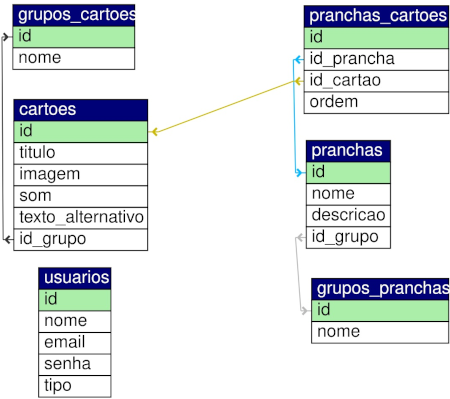 grupos_cartoes
id
nome
cartoes
id
titulo
imagem
som
texto_alternativo
id_grupo
usuarios
id
nome
email
senha
tipo
pranchas_cartoes
id
id_prancha
id_cartao
ordem
pranchas
id
nome
descricao
id_grupo
grupos_pranchas
id
nome